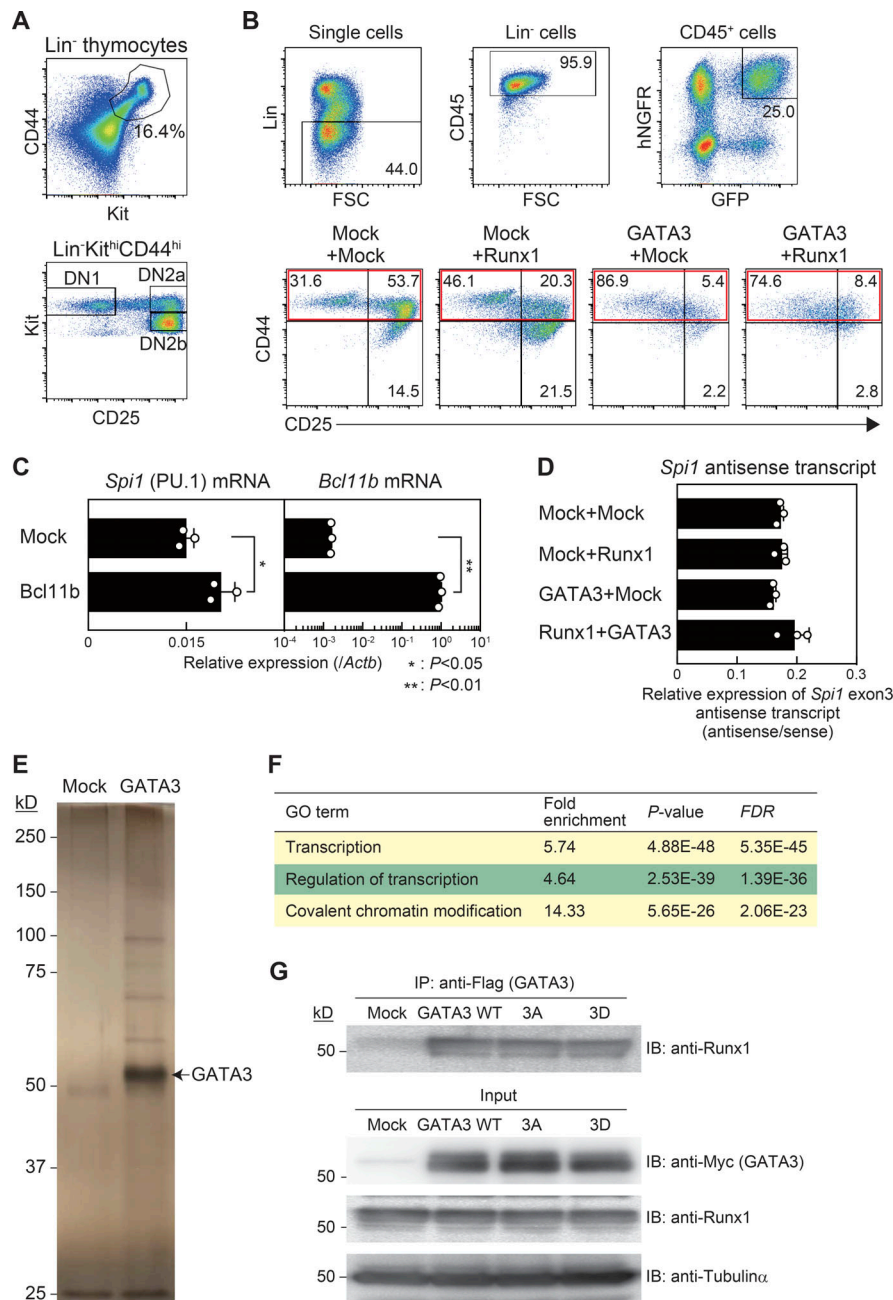 A
Lin- thymocytes
CD44
16.4%
Kit
Lin-KithiCD44hi
DN1
DN2a
Kit
DN2b
CD25
B
Single cells
Lin- cells
CD45+ cells
Lin
44.0
FSC
CD45
95.9
FSC
hNGFR
25.0
GFP
Mock
+Mock
Mock
+Runx1
GATA3
+Mock
GATA3
+Runx1
31.6 53.7
46.1 20.3
86.9 5.4
74.6 8.4
CD44
14.5
21.5
2.2
2.8
CD25
C
Spi1 (PU.1) mRNA
Bcl11b mRNA
Mock
*
**
Bcl11b
0 0.015 10-4 10-3 10-2 10-1 100 101
Relative expression (/Actb)
* : P<0.05
** : P<0.01
D
Spi1 antisense transcript
Mock+Mock
Mock+Runx1
GATA3+Mock
Runx1+GATA3
0 0.1 0.2 0.3
Relative expression of Spi1 exon3
antisense transcript
(antisense/sense)
E
Mock GATA3
kD
250
150
100
75
50
GATA3
37
25
F
GO term Fold enrichment P-value FDR
Transcription 5.74 4.88E-48 5.35E-45
Regulation of transcription 4.64 2.53E-39 1.39E-36
Covalent chromatin modification 14.33 5.65E-26 2.06E-23
G
IP: anti-Flag (GATA3)
kD Mock GATA3 WT 3A 3D
50 IB: anti-Runx1
Input
Mock GATA3 WT 3A 3D
50 IB: anti-Myc (GATA3)
50 IB: anti-Runx1
50 IB: anti-Tubulinα